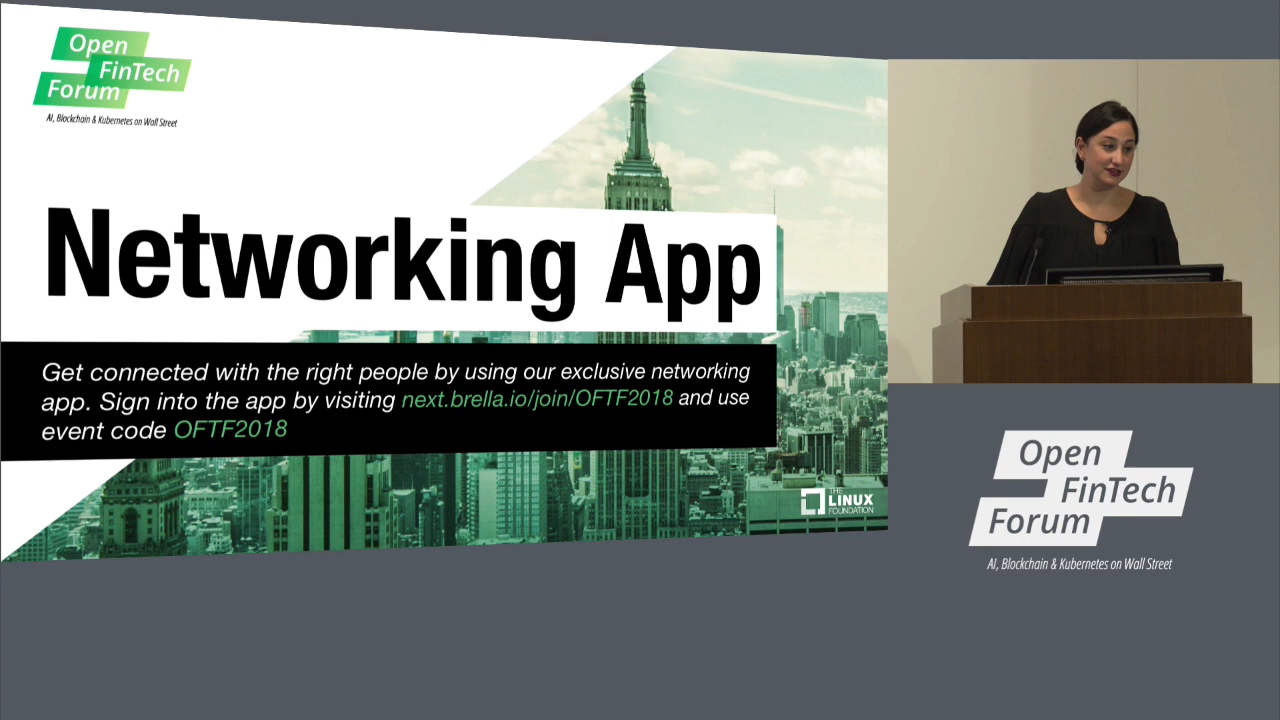 Open
FinTech
Forum
AI, Blockchain & Kubernetes on Wall Street
Networking App
Get connected with the right people by using our exclusive networking
app. Sign into the app by visiting next.brella.io/join/OFTF2018 and use
event code OFTF2018
THE
LINUX
FOUNDATION
Open
FinTech
Forum
AI, Blockchain & Kubernetes on Wall Street